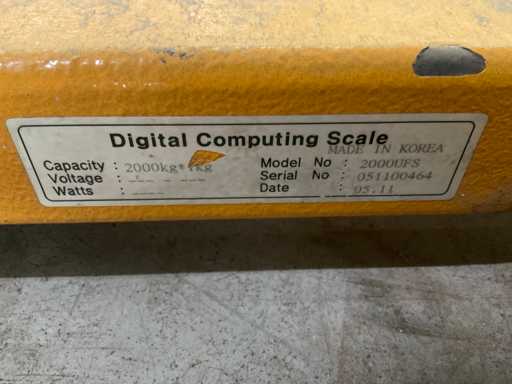 Digital Computing Scale
MADE IN KOREA
Capacity : 2000kg*1kg Model No : 2000UFS
Voltage : --- - --- Serial No : 051100464
Watts : ---- Date : 05.11